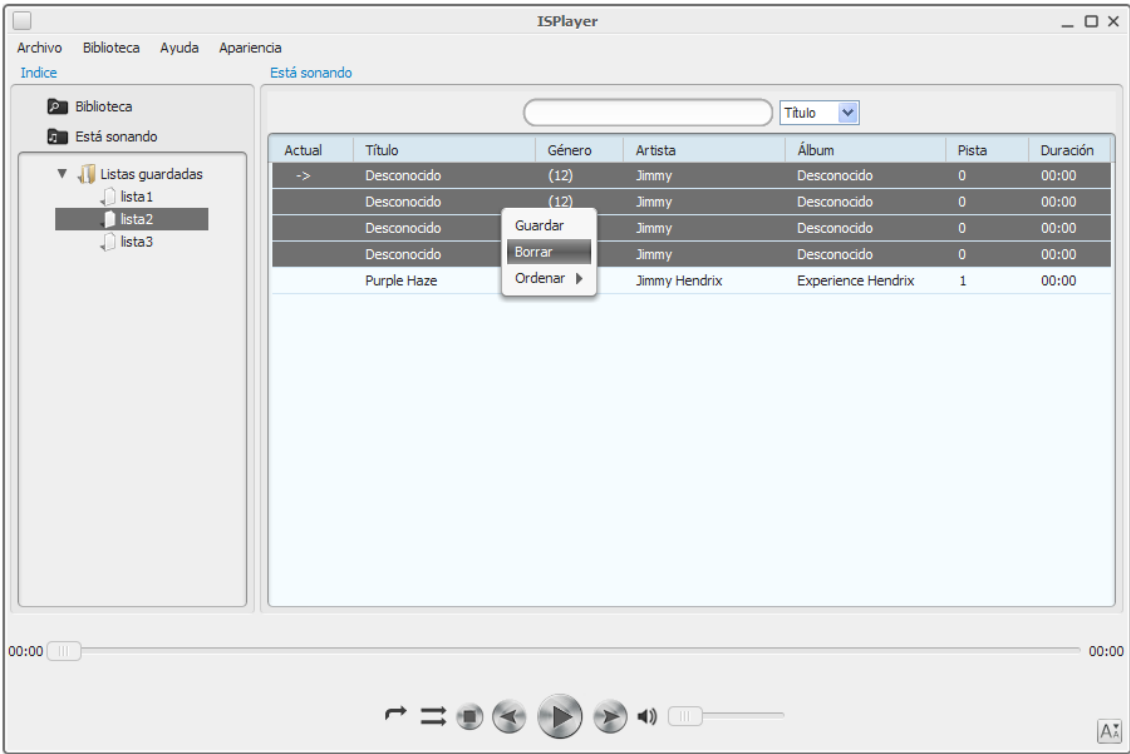 ISPlayer
Archivo Biblioteca Ayuda Apariencia
Indice
Está sonando
Biblioteca
Está sonando
Listas guardadas
lista1
lista2
lista3
Título
Actual Título Género Artista Álbum Pista Duración
-> Desconocido (12) Jimmy Desconocido 0 00:00
Desconocido (12) Jimmy Desconocido 0 00:00
Desconocido Jimmy Desconocido 0 00:00
Desconocido Jimmy Desconocido 0 00:00
Purple Haze Jimmy Hendrix Experience Hendrix 1 00:00
Guardar
Borrar
Ordenar
00:00 00:00
A